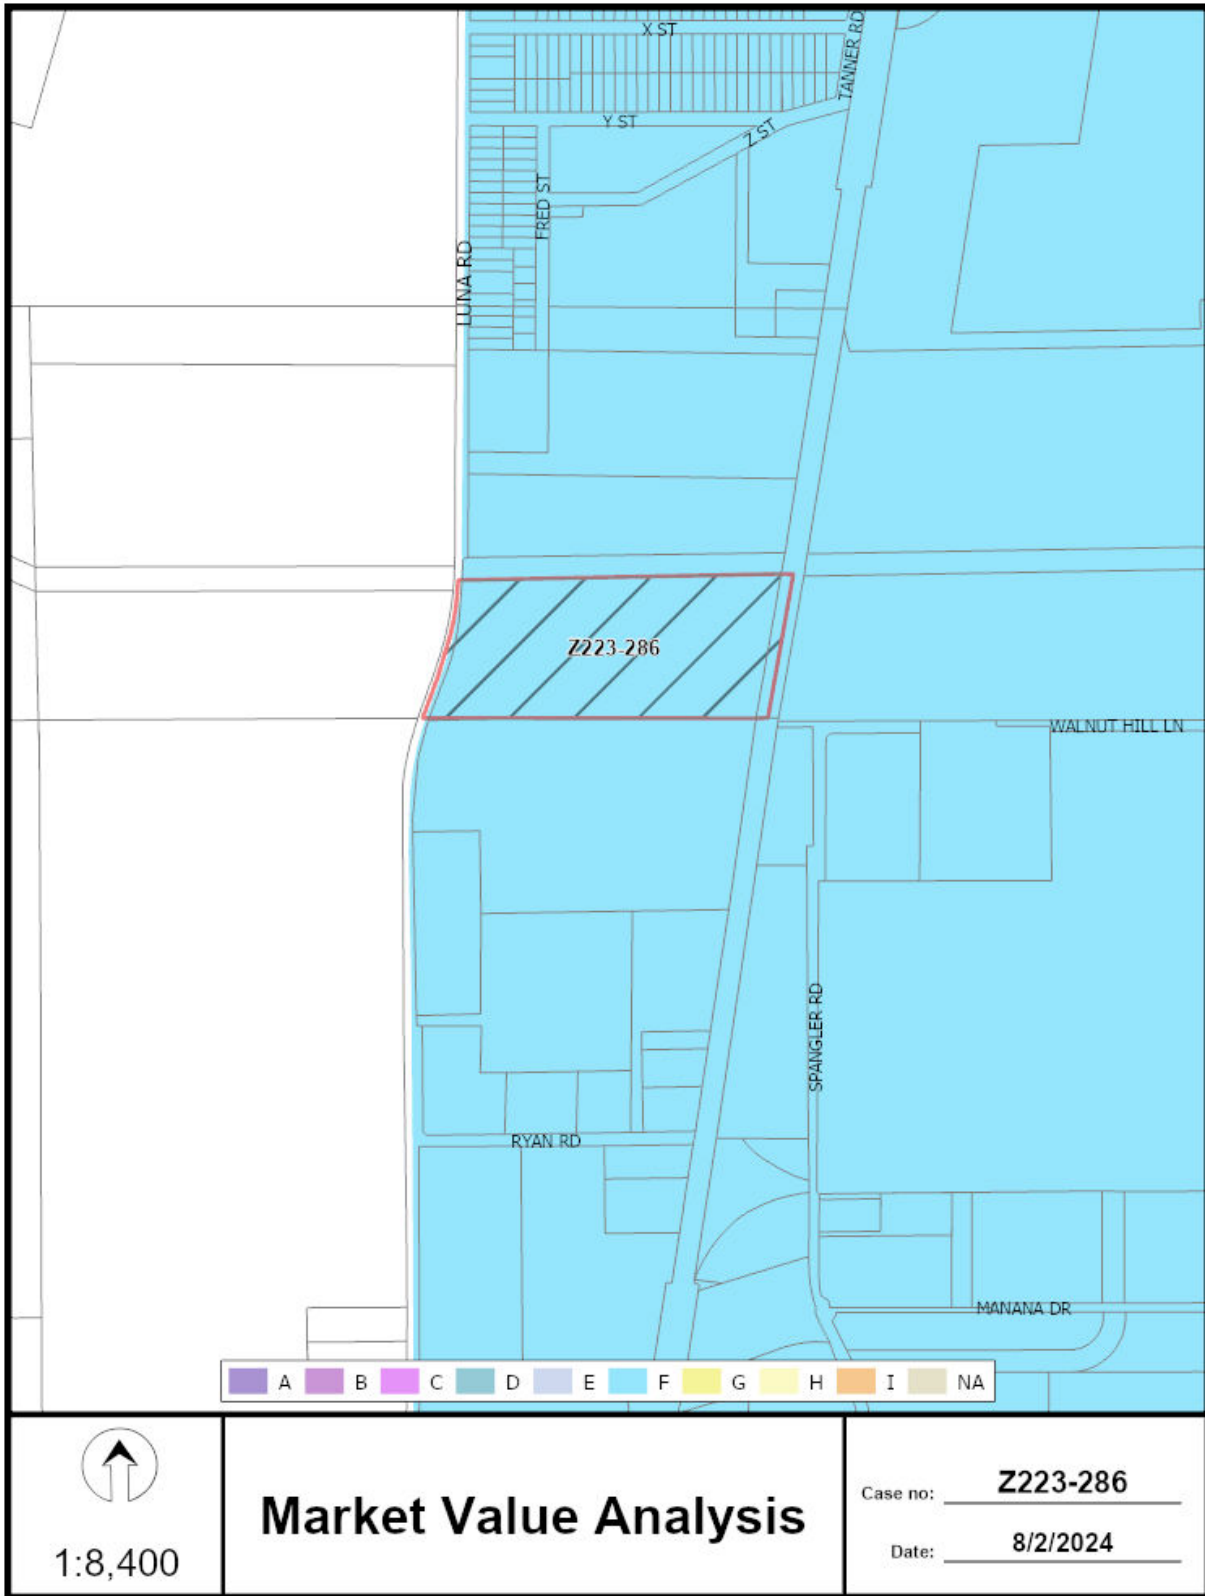 X ST
TANNER RD
Y ST
Z ST
FRED ST
LUNA RD
Z223-286
WALNUT HILL LN
SPANGLER RD
RYAN RD
MANANA DR
A B C D E F G H I NA
1:8,400
Market Value Analysis
Case no: Z223-286
Date: 8/2/2024